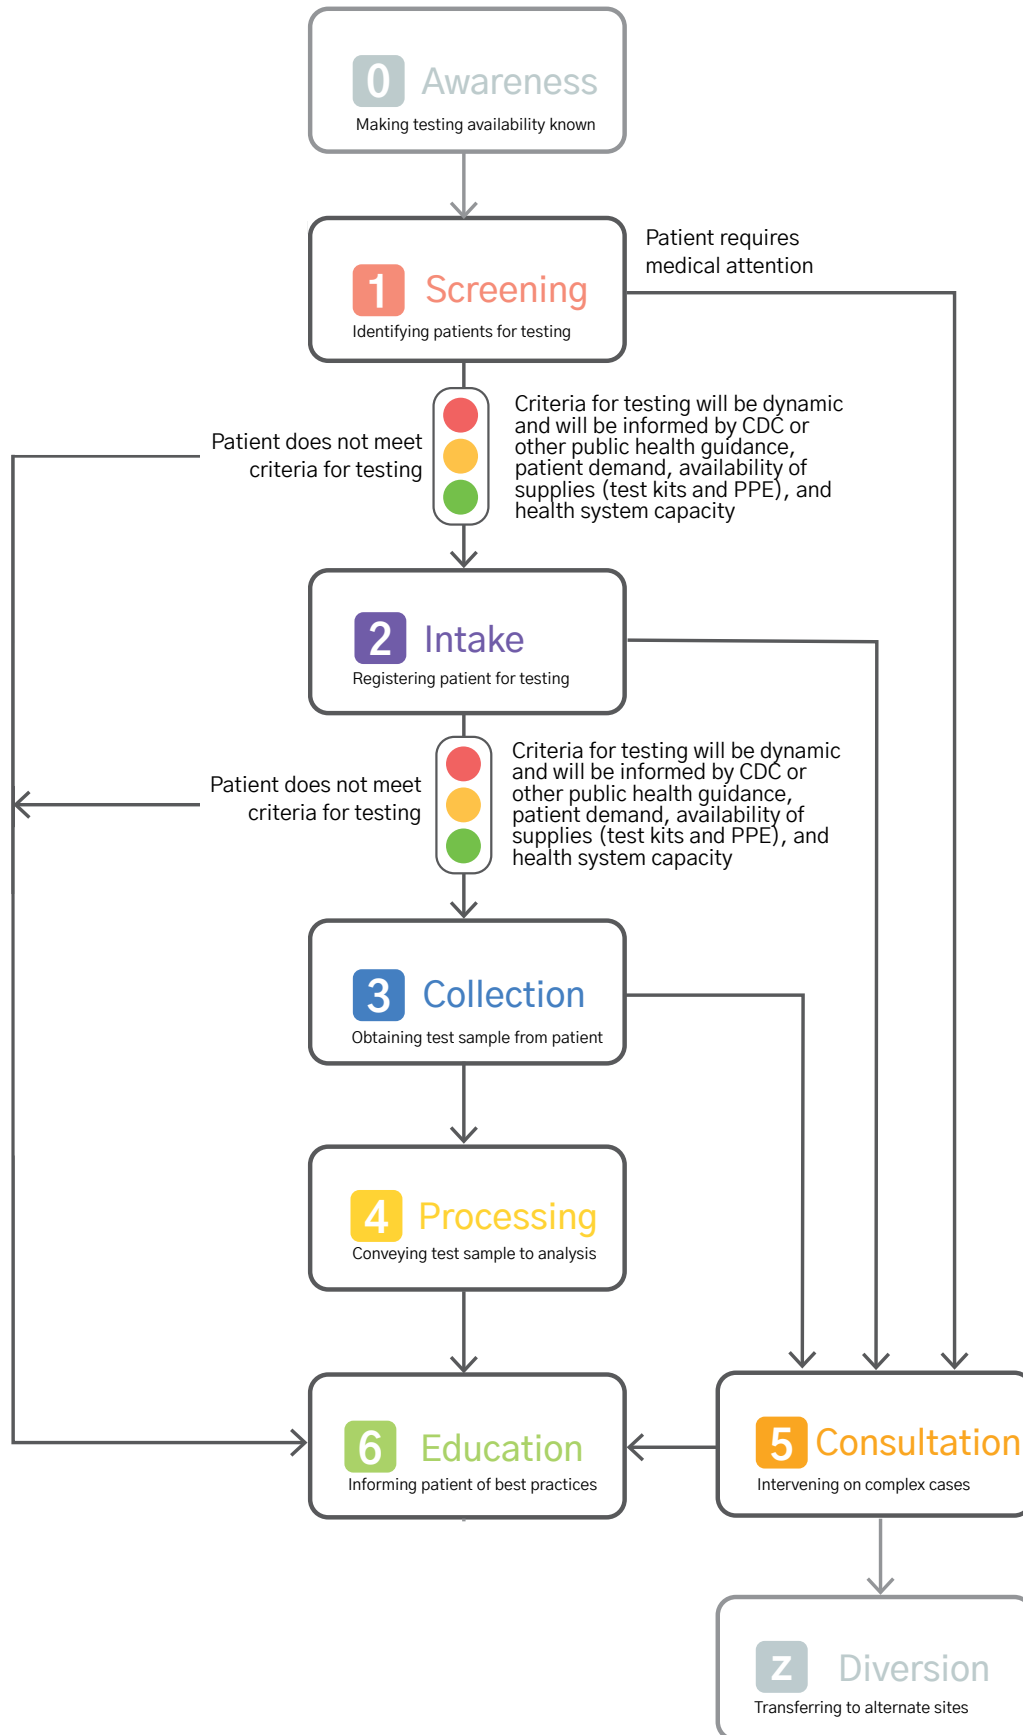 0 Awareness
Making testing availability known
1 Screening
Identifying patients for testing
Patient requires
medical attention
Patient does not meet
criteria for testing
Criteria for testing will be dynamic
and will be informed by CDC or
other public health guidance,
patient demand, availability of
supplies (test kits and PPE), and
health system capacity
2 Intake
Registering patient for testing
Patient does not meet
criteria for testing
Criteria for testing will be dynamic
and will be informed by CDC or
other public health guidance,
patient demand, availability of
supplies (test kits and PPE), and
health system capacity
3 Collection
Obtaining test sample from patient
4 Processing
Conveying test sample to analysis
6 Education
Informing patient of best practices
5 Consultation
Intervening on complex cases
Z Diversion
Transferring to alternate sites